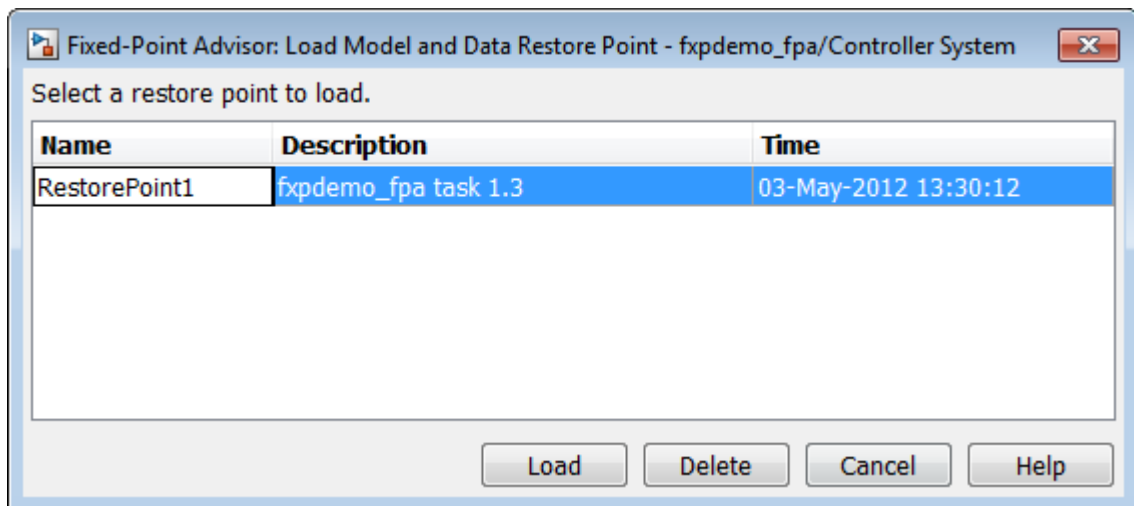 Fixed-Point Advisor: Load Model and Data Restore Point - fxpdemo_fpa/Controller System
Select a restore point to load.
Name Description Time
RestorePoint1 fxpdemo_fpa task 1.3 03-May-2012 13:30:12
Load Delete Cancel Help